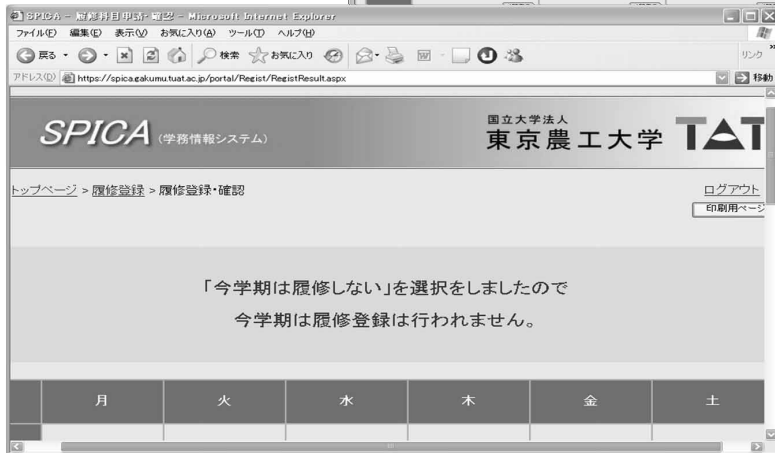 SPICA - 履修科目申請・確認 - Microsoft Internet Explorer
ファイル(F) 編集(E) 表示(V) お気に入り(A) ツール(T) ヘルプ(H)
戻る 検索 お気に入り リンク
アドレス(D) https://spica.gakumu.tuat.ac.jp/portal/Regist/RegistResult.aspx 移動
SPICA (学務情報システム) 国立大学法人
東京農工大学 TAT
トップページ > 履修登録 > 履修登録・確認 ログアウト
印刷用ページ
「今学期は履修しない」を選択をしましたので
今学期は履修登録は行われません。
月 火 水 木 金 土